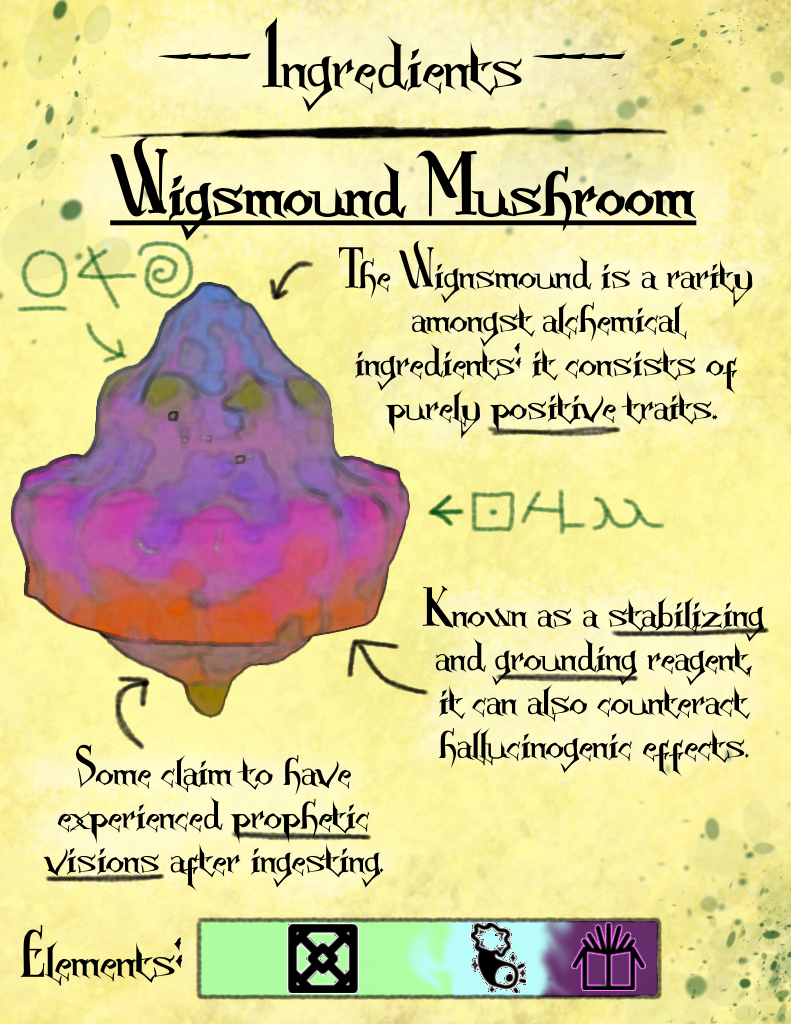 Ingredients
Wigsmound Mushroom
The Wignsmound is a rarity
amongst alchemical
ingredients: it consists of
purely positive traits.
Known as a stabilizing
and grounding reagent,
it can also counteract
hallucinogenic effects.
Some claim to have
experienced prophetic
visions after ingesting.
Elements: